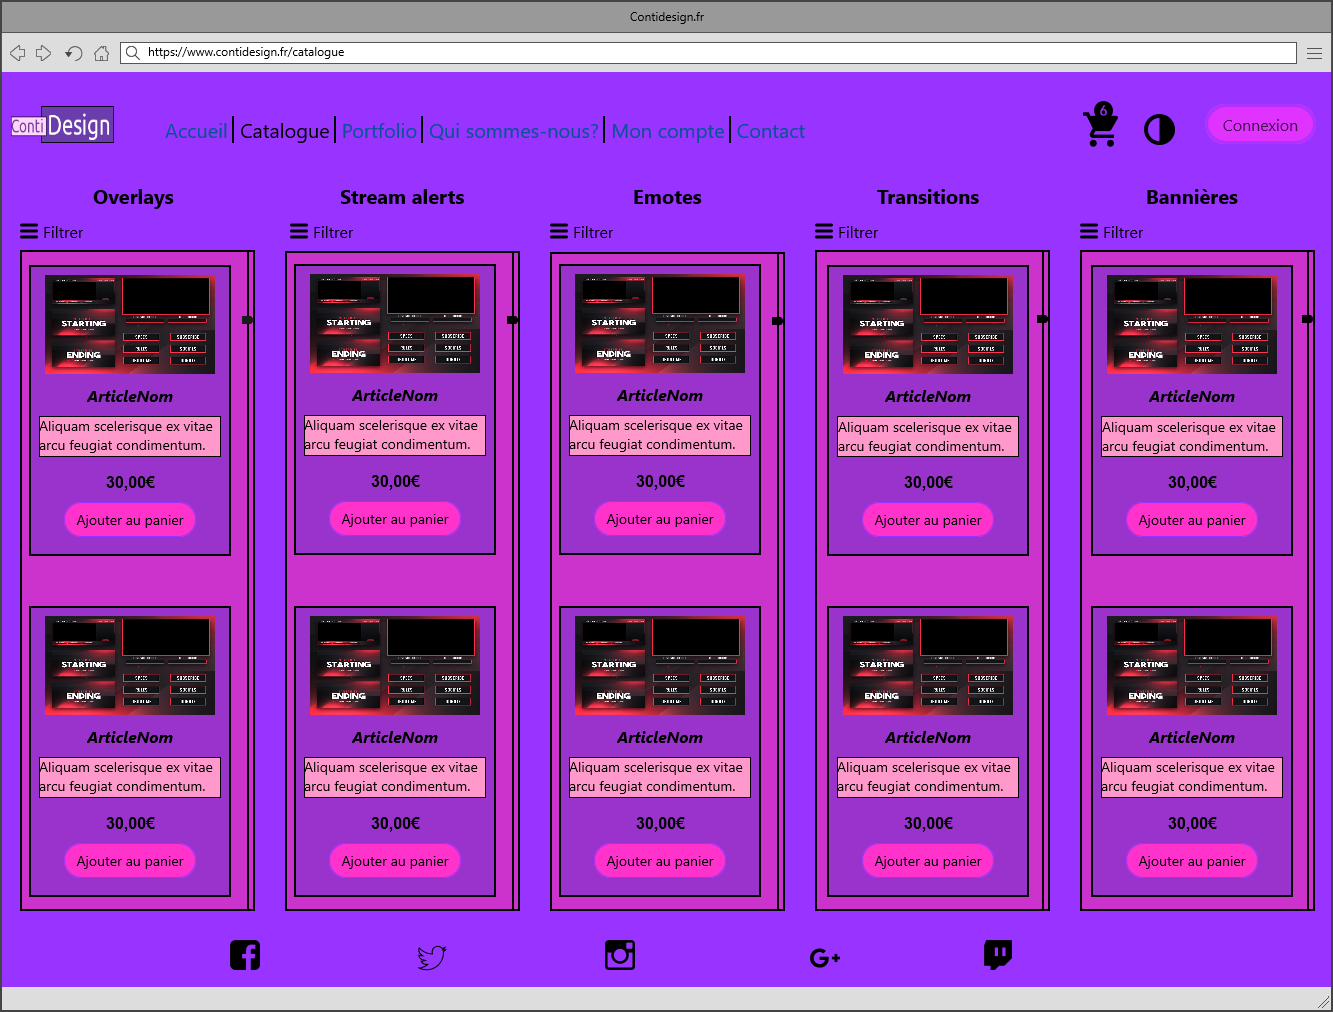 Contidesign.fr
https://www.contidesign.fr/catalogue
Conti Design
Accueil Catalogue Portfolio Qui sommes-nous? Mon compte Contact
6
Connexion
Overlays Stream alerts Emotes Transitions Bannières
Filtrer Filtrer Filtrer Filtrer Filtrer
STARTING STARTING STARTING STARTING STARTING
ENDING ENDING ENDING ENDING ENDING
ArticleNom ArticleNom ArticleNom ArticleNom ArticleNom
Aliquam scelerisque ex vitae Aliquam scelerisque ex vitae Aliquam scelerisque ex vitae Aliquam scelerisque ex vitae Aliquam scelerisque ex vitae
arcu feugiat condimentum. arcu feugiat condimentum. arcu feugiat condimentum. arcu feugiat condimentum. arcu feugiat condimentum.
30,00€ 30,00€ 30,00€ 30,00€ 30,00€
Ajouter au panier Ajouter au panier Ajouter au panier Ajouter au panier Ajouter au panier
STARTING STARTING STARTING STARTING STARTING
ENDING ENDING ENDING ENDING ENDING
ArticleNom ArticleNom ArticleNom ArticleNom ArticleNom
Aliquam scelerisque ex vitae Aliquam scelerisque ex vitae Aliquam scelerisque ex vitae Aliquam scelerisque ex vitae Aliquam scelerisque ex vitae
arcu feugiat condimentum. arcu feugiat condimentum. arcu feugiat condimentum. arcu feugiat condimentum. arcu feugiat condimentum.
30,00€ 30,00€ 30,00€ 30,00€ 30,00€
Ajouter au panier Ajouter au panier Ajouter au panier Ajouter au panier Ajouter au panier